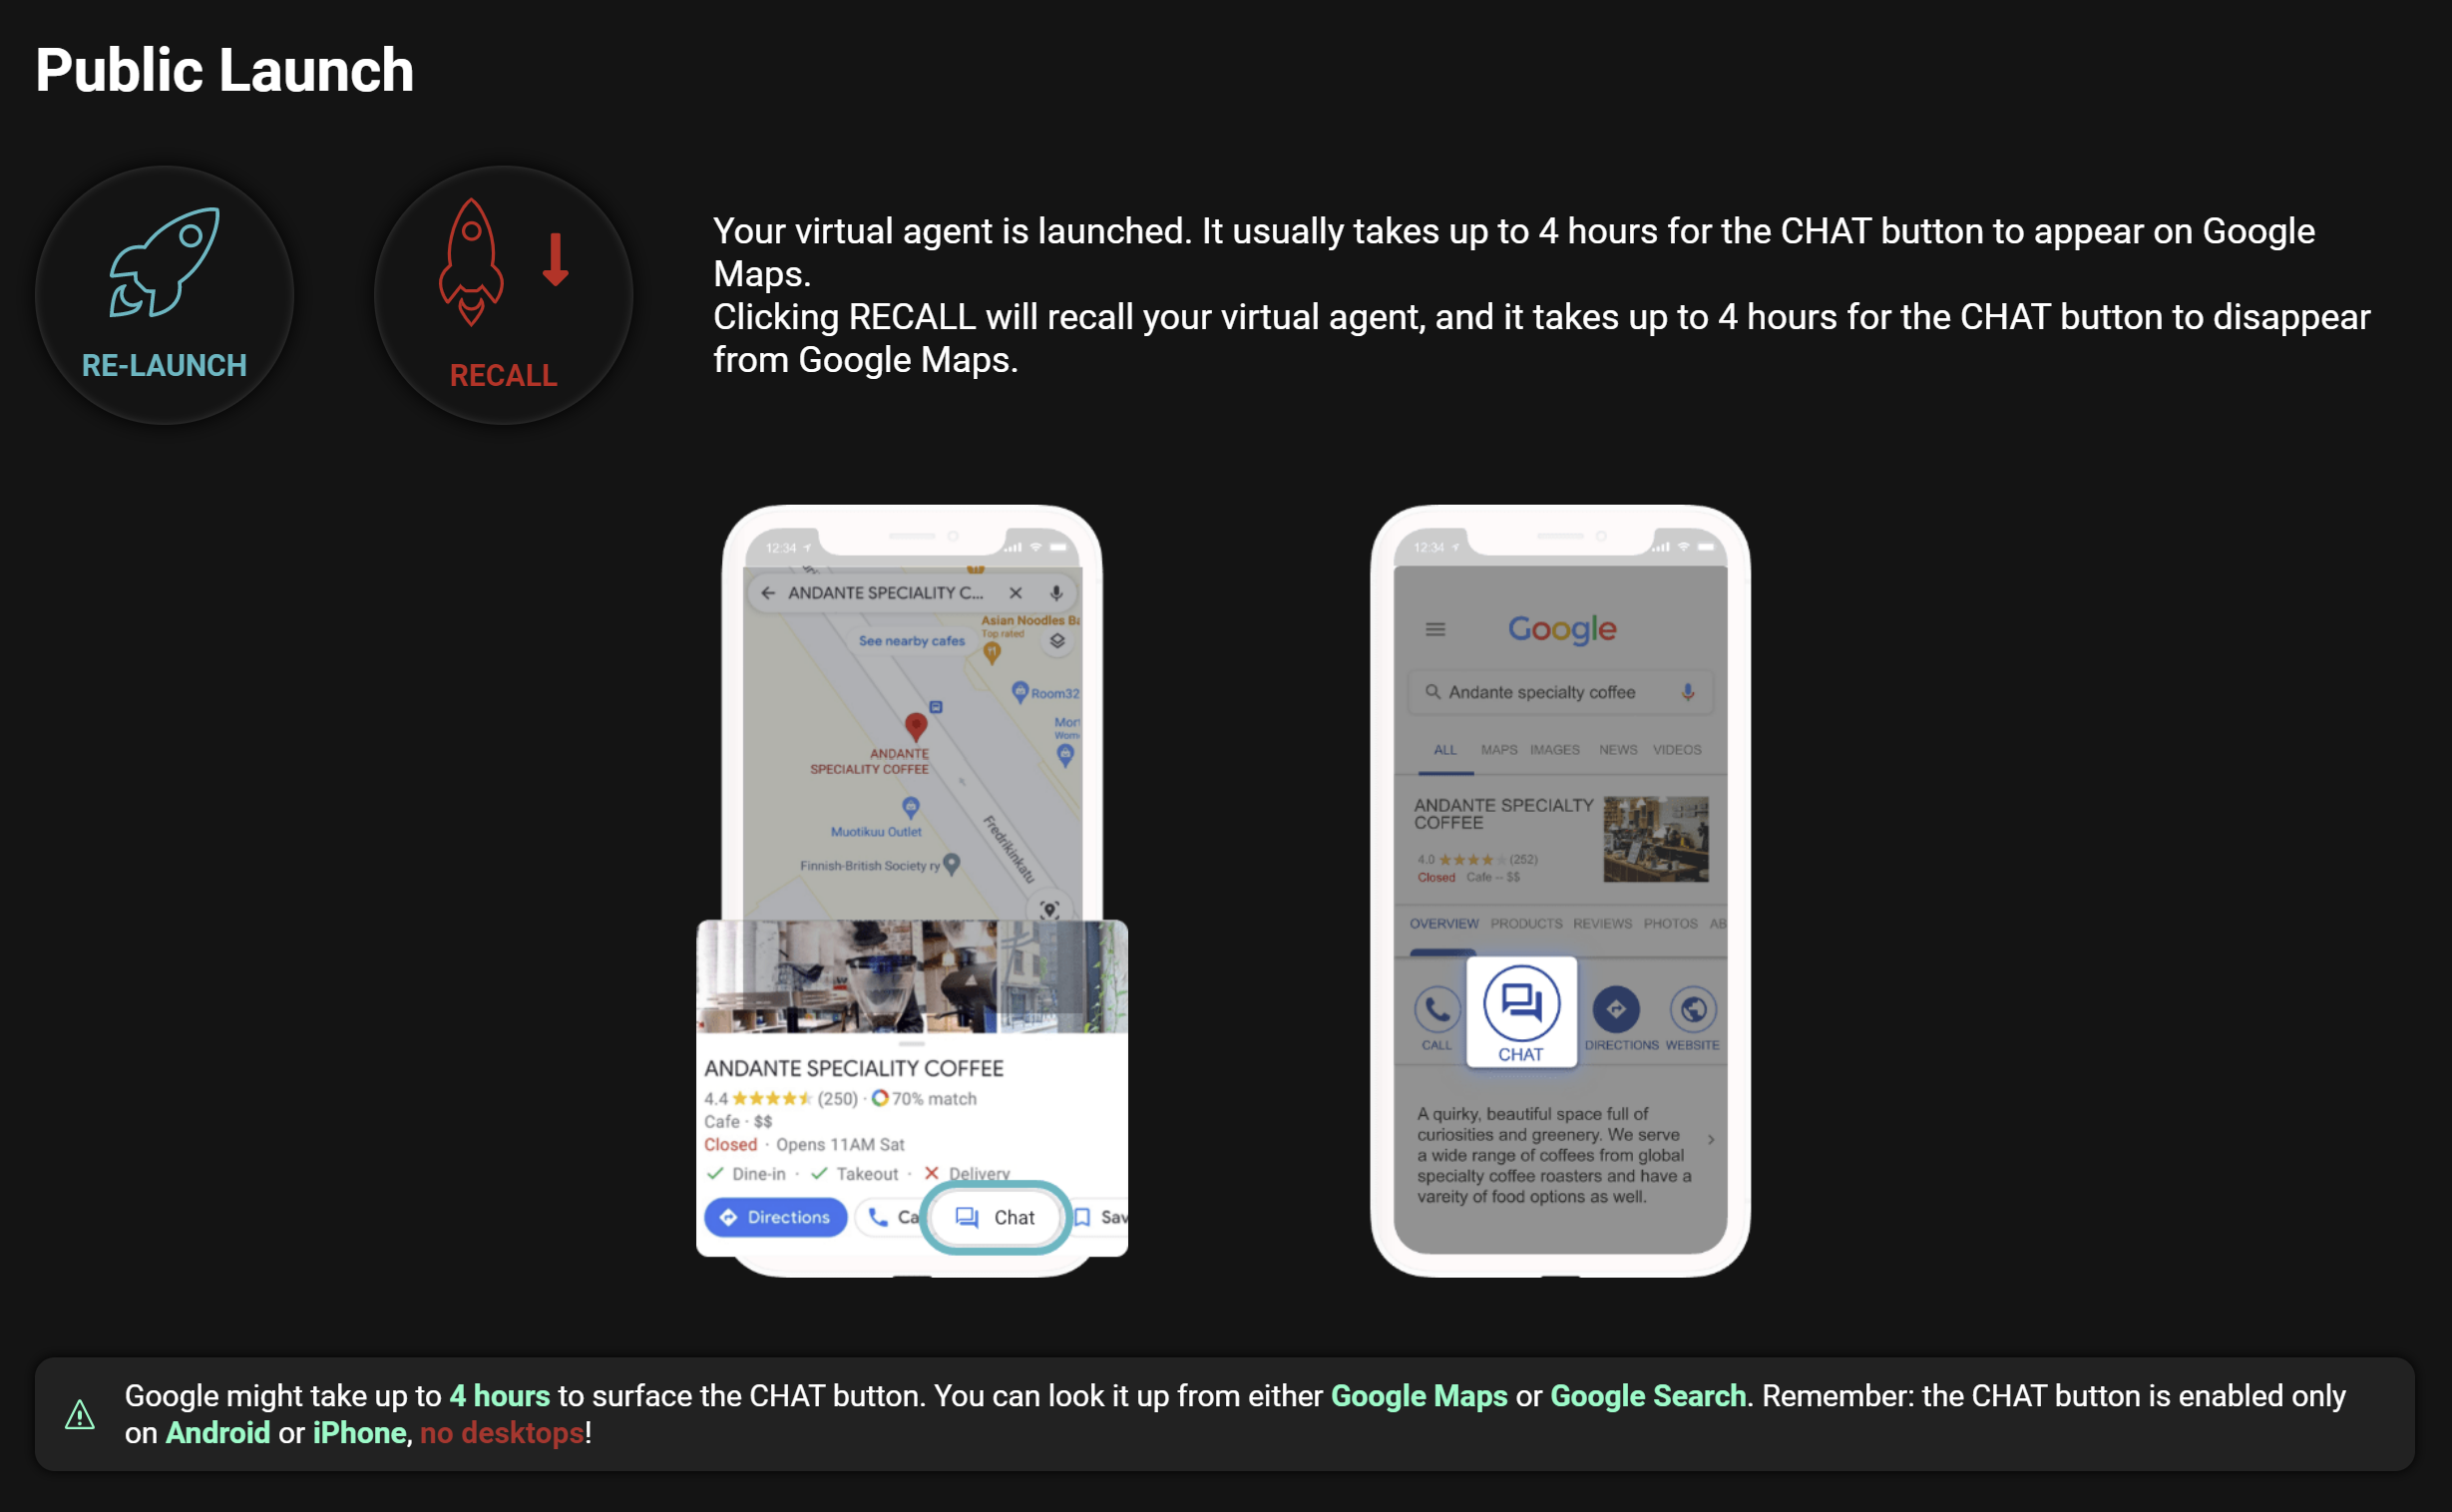 Public Launch
RE-LAUNCH
RECALL
Your virtual agent is launched. It usually takes up to 4 hours for the CHAT button to appear on Google
Maps.
Clicking RECALL will recall your virtual agent, and it takes up to 4 hours for the CHAT button to disappear
from Google Maps.
12:34
ANDANTE SPECIALITY C...
Asian Noodles Ba
Top rated
See nearby cafes
Room32
Mor
Wom
ANDANTE
SPECIALITY COFFEE
Muotikuu Outlet
Fredrikinkatu
Finnish-British Society ry
ANDANTE SPECIALITY COFFEE
4.4 (250) · 70% match
Cafe · $$
Closed · Opens 11AM Sat
Dine-in · Takeout · Delivery
Directions
Ca
Chat
Sav
12:34
Google
Andante specialty coffee
ALL MAPS IMAGES NEWS VIDEOS
ANDANTE SPECIALTY
COFFEE
4.0 (252)
Closed Cafe -- $$
OVERVIEW PRODUCTS REVIEWS PHOTOS AB
CALL
CHAT
DIRECTIONS
WEBSITE
A quirky, beautiful space full of
curiosities and greenery. We serve
a wide range of coffees from global
specialty coffee roasters and have a
vareity of food options as well.
Google might take up to 4 hours to surface the CHAT button. You can look it up from either Google Maps or Google Search. Remember: the CHAT button is enabled only
on Android or iPhone, no desktops!